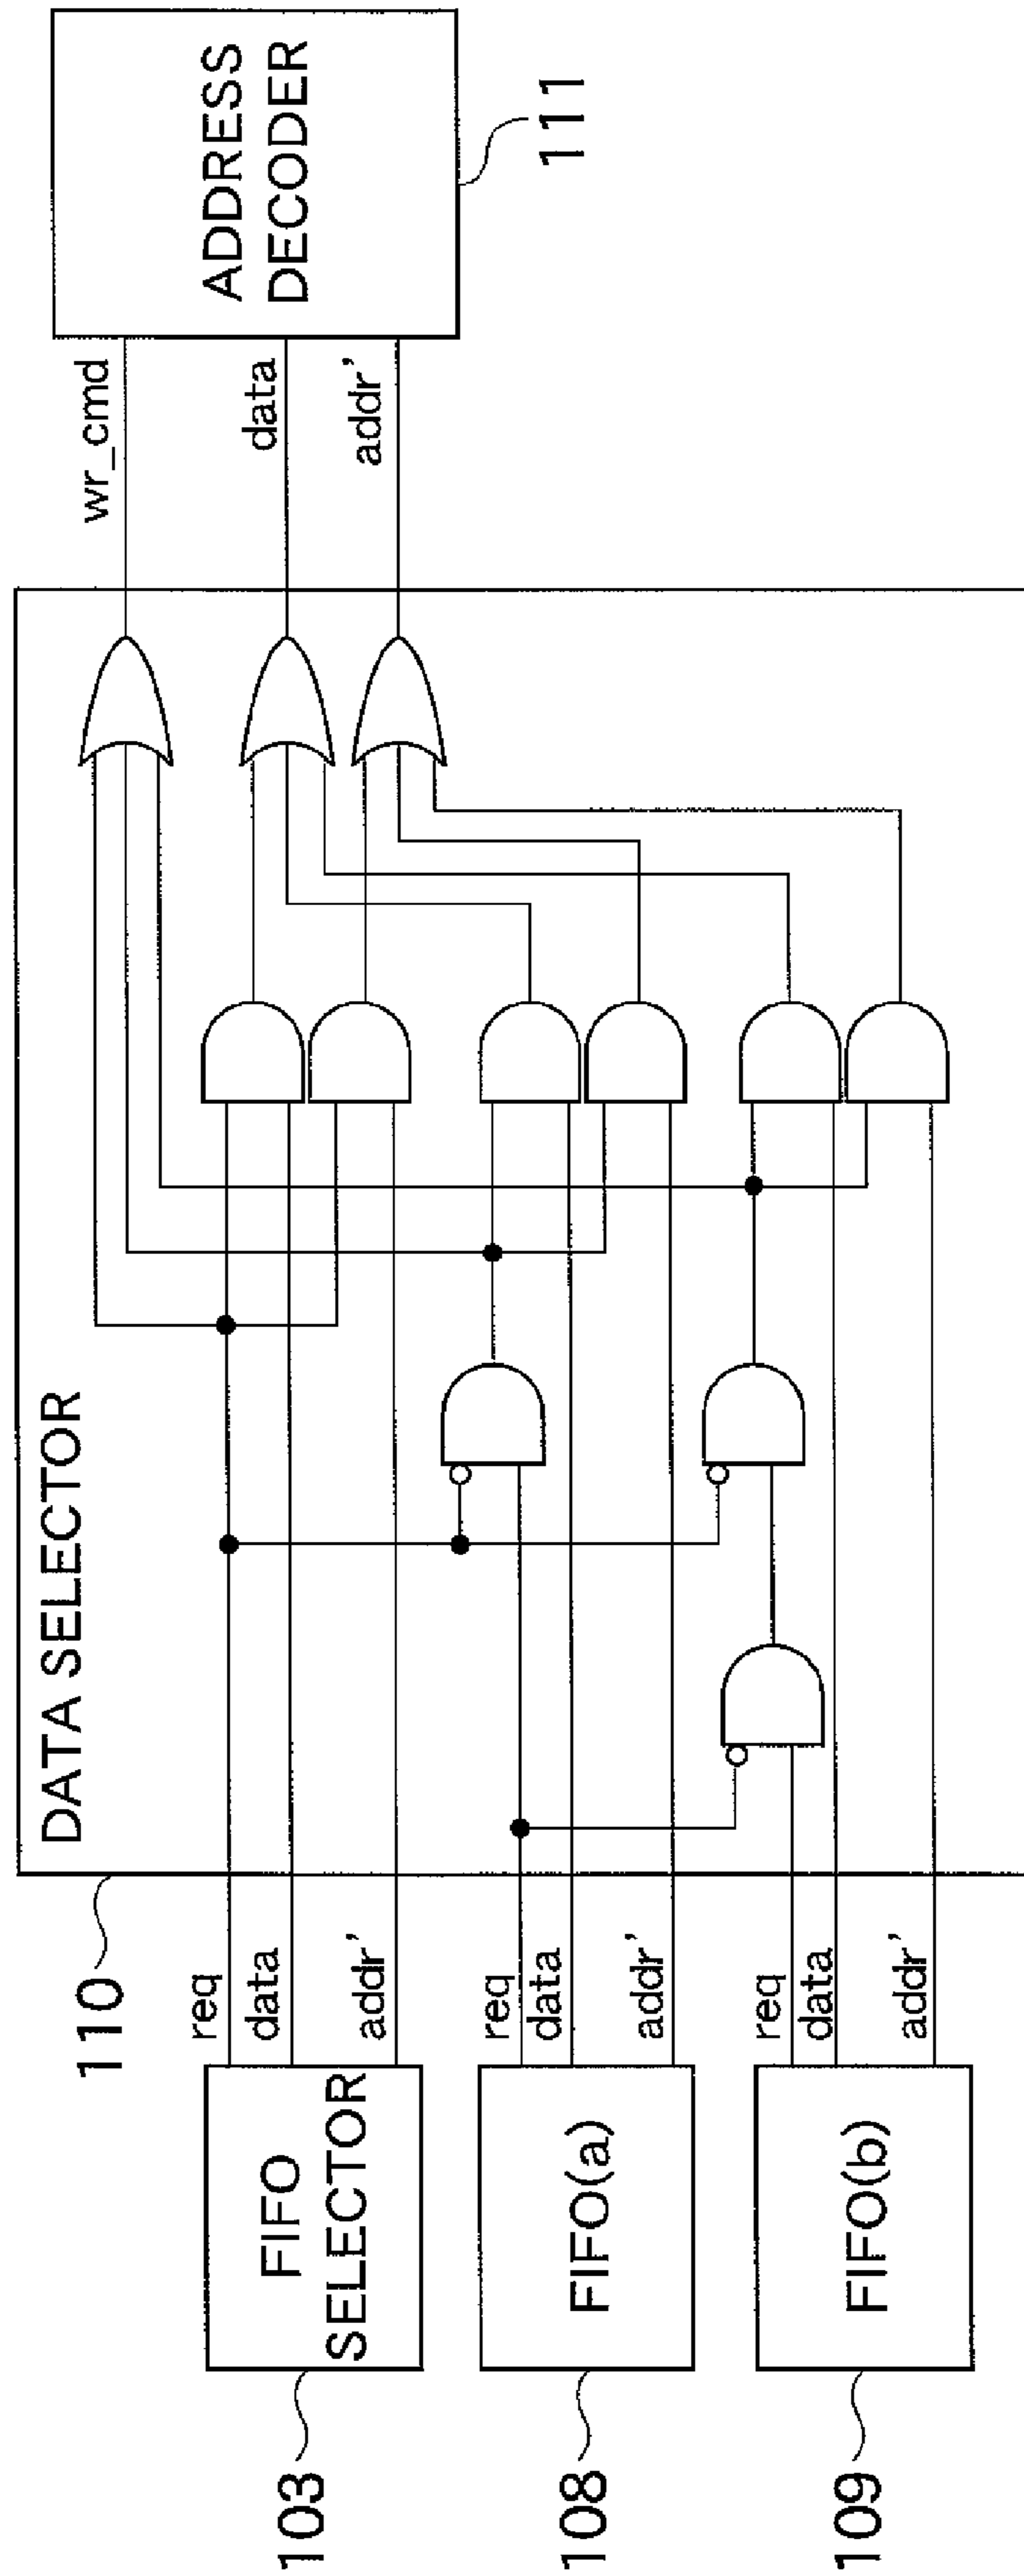 DATA SELECTOR
110
103
FIFO
SELECTOR
req
data
addr’
108
FIFO(a)
req
data
addr’
109
FIFO(b)
req
data
addr’
wr_cmd
data
addr’
ADDRESS
DECODER
111